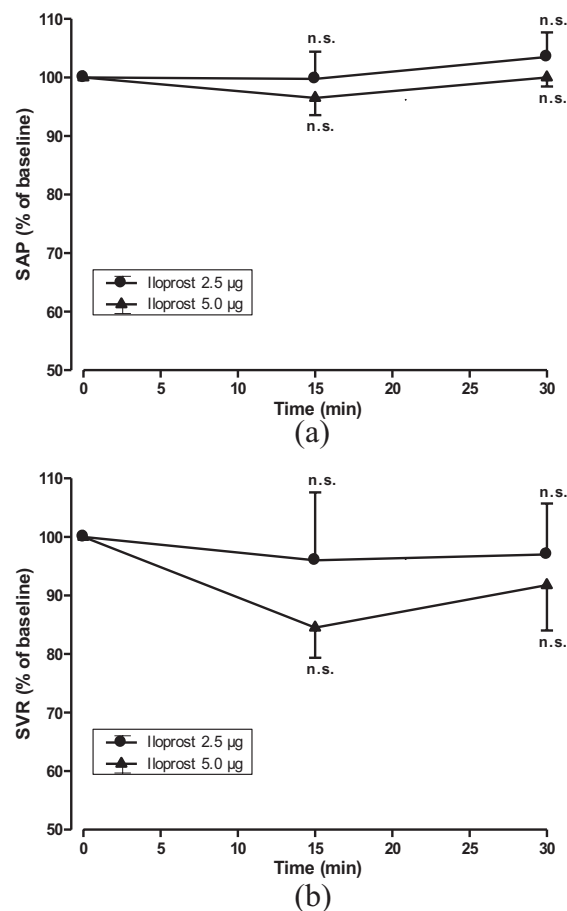 110
n.s.
n.s.
100
n.s.
n.s.
90
80
SAP (% of baseline)
70
Iloprost 2.5 µg
Iloprost 5.0 µg
60
50
0 5 10 15 20 25 30
Time (min)
(a)
110
n.s.
n.s.
100
90
80
n.s.
n.s.
SVR (% of baseline)
70
Iloprost 2.5 µg
Iloprost 5.0 µg
60
50
0 5 10 15 20 25 30
Time (min)
(b)